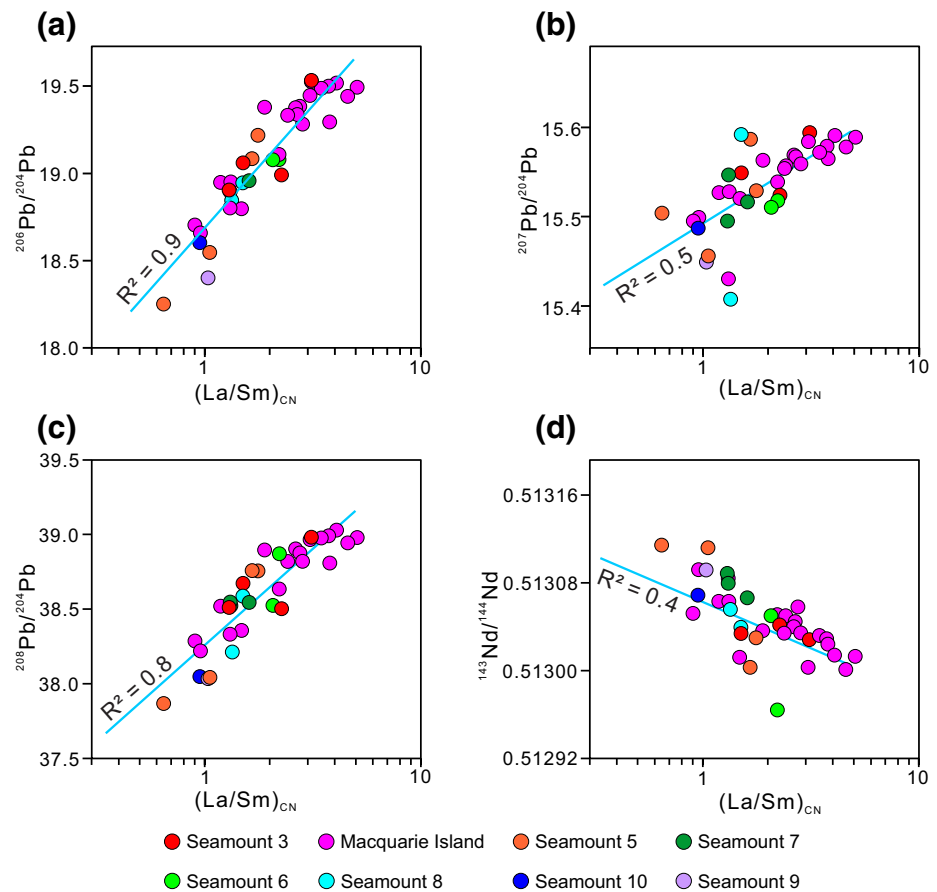 (a)
19.5
19.0
18.5
18.0
²⁰⁶Pb/²⁰⁴Pb
R² = 0.9
1
10
(La/Sm)CN
(b)
15.6
15.5
15.4
²⁰⁷Pb/²⁰⁴Pb
R² = 0.5
1
10
(La/Sm)CN
(c)
39.5
39.0
38.5
38.0
37.5
²⁰⁸Pb/²⁰⁴Pb
R² = 0.8
1
10
(La/Sm)CN
(d)
0.51316
0.51308
0.51300
0.51292
¹⁴³Nd/¹⁴⁴Nd
R² = 0.4
1
10
(La/Sm)CN
Seamount 3
Macquarie Island
Seamount 5
Seamount 7
Seamount 6
Seamount 8
Seamount 10
Seamount 9